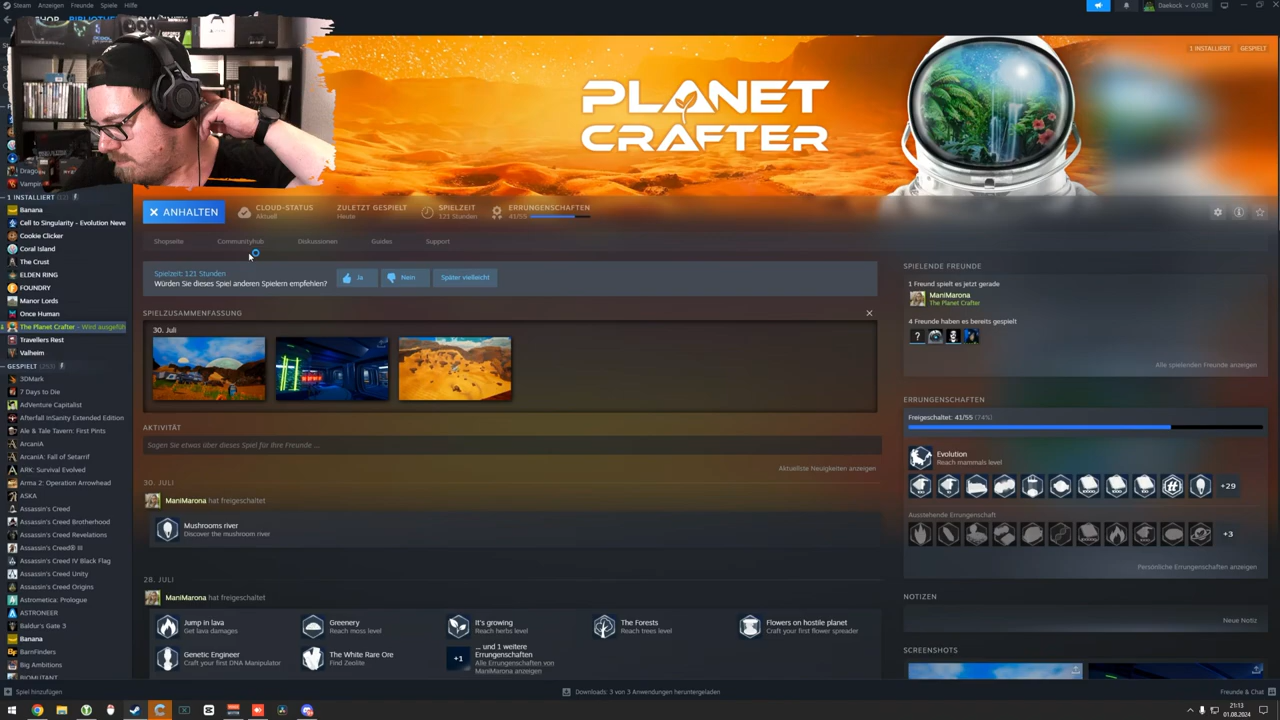 Steam Anzeigen Freunde Spiele Hilfe
Daekock
0,03€
1 INSTALLIERT GESPIELT
PLANET
CRAFTER
Vampir
1 INSTALLIERT
Banana
Cell to Singularity - Evolution Neve
Cookie Clicker
Coral Island
The Crust
ELDEN RING
FOUNDRY
Manor Lords
Once Human
The Planet Crafter - Wird ausgeführ
Travellers Rest
Valheim
GESPIELT (253)
3DMark
7 Days to Die
AdVenture Capitalist
Afterfall InSanity Extended Edition
Ale & Tale Tavern: First Pints
ArcaniA
ArcaniA: Fall of Setarrif
ARK: Survival Evolved
Arma 2: Operation Arrowhead
ASKA
Assassin's Creed
Assassin's Creed Brotherhood
Assassin's Creed Revelations
Assassin's Creed® III
Assassin's Creed IV Black Flag
Assassin's Creed Unity
Assassin's Creed Origins
Astrometica: Prologue
ASTRONEER
Baldur's Gate 3
Banana
BarnFinders
Big Ambitions
BIOMUTANT
Spiel hinzufügen
ANHALTEN
CLOUD-STATUS
Aktuell
ZULETZT GESPIELT
Heute
SPIELZEIT
121 Stunden
ERRUNGENSCHAFTEN
41/55
Shopseite Communityhub Diskussionen Guides Support
Spielzeit: 121 Stunden
Würden Sie dieses Spiel anderen Spielern empfehlen?
Ja Nein Später vielleicht
SPIELZUSAMMENFASSUNG
30. Juli
AKTIVITÄT
Sagen Sie etwas über dieses Spiel für Ihre Freunde ...
Aktuellste Neuigkeiten anzeigen
30. JULI
ManiMarona hat freigeschaltet
Mushrooms river
Discover the mushroom river
28. JULI
ManiMarona hat freigeschaltet
Jump in lava
Get lava damages
Greenery
Reach moss level
It's growing
Reach herbs level
The Forests
Reach trees level
Flowers on hostile planet
Craft your first flower spreader
Genetic Engineer
Craft your first DNA Manipulator
The White Rare Ore
Find Zeolite
+1
... und 1 weitere
Errungenschaften
Alle Errungenschaften von
ManiMarona anzeigen
SPIELENDE FREUNDE
1 Freund spielt es jetzt gerade
ManiMarona
The Planet Crafter
4 Freunde haben es bereits gespielt
?
Alle spielenden Freunde anzeigen
ERRUNGENSCHAFTEN
Freigeschaltet: 41/55 (74%)
Evolution
Reach mammals level
+29
Ausstehende Errungenschaft
+3
Persönliche Errungenschaften anzeigen
NOTIZEN
Neue Notiz
SCREENSHOTS
Downloads: 3 von 3 Anwendungen heruntergeladen
Freunde & Chat
21:13
01.08.2024